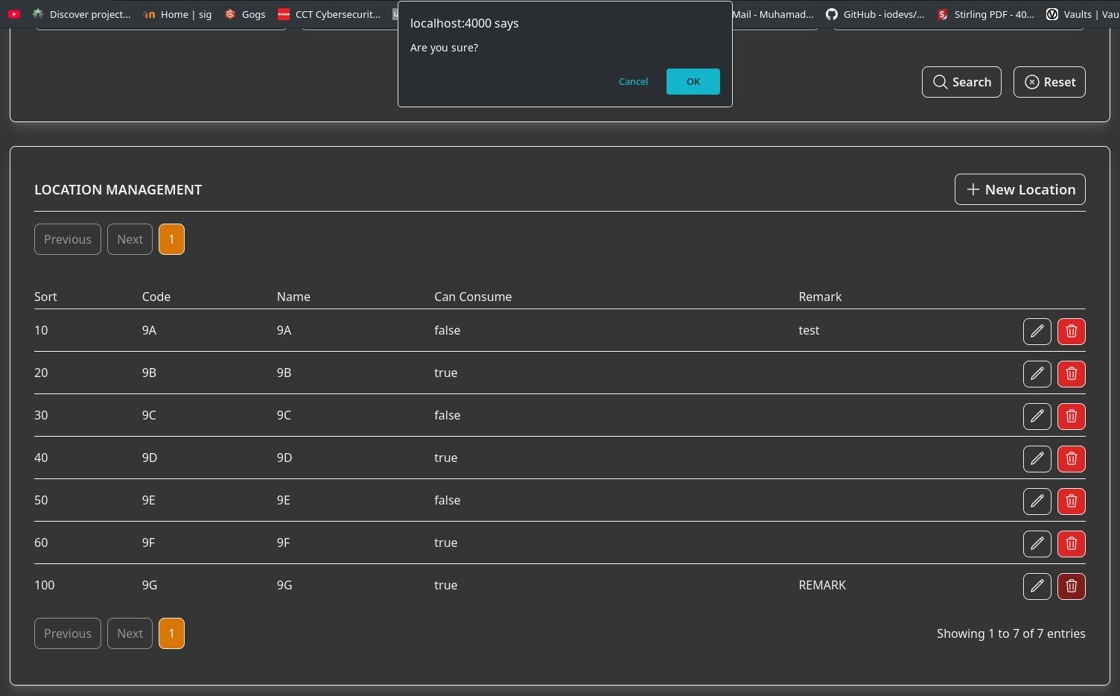 Discover project... Home | sig Gogs CCT Cybersecurit... Mail - Muhamad... GitHub - iodevs/... Stirling PDF - 40... Vaults | Vau
localhost:4000 says
Are you sure?
Cancel OK
Search Reset
LOCATION MANAGEMENT
+ New Location
Previous Next 1
Sort Code Name Can Consume Remark
10 9A 9A false test
20 9B 9B true
30 9C 9C false
40 9D 9D true
50 9E 9E false
60 9F 9F true
100 9G 9G true REMARK
Previous Next 1 Showing 1 to 7 of 7 entries